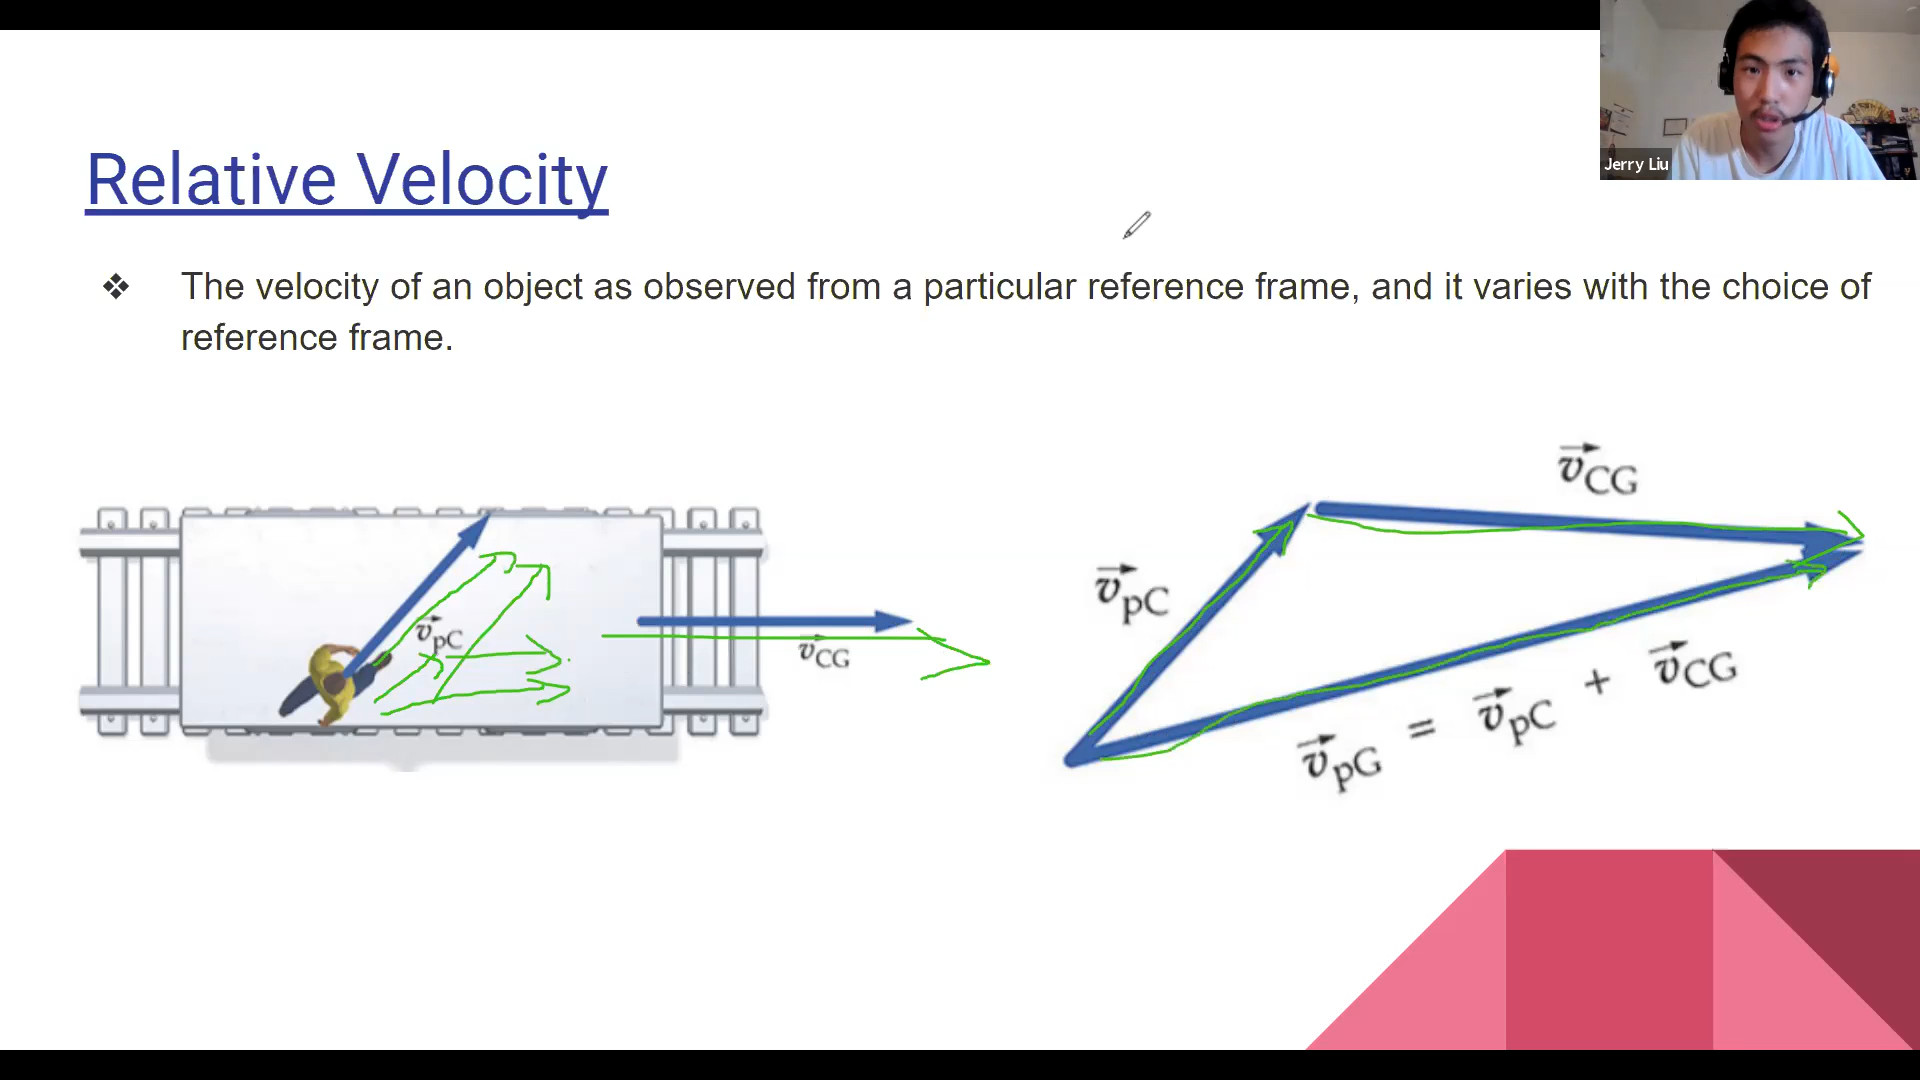 Jerry Liu
Relative Velocity
❖ The velocity of an object as observed from a particular reference frame, and it varies with the choice of
reference frame.
v⃗pC
v⃗CG
v⃗CG
v⃗pC
v⃗pG = v⃗pC + v⃗CG